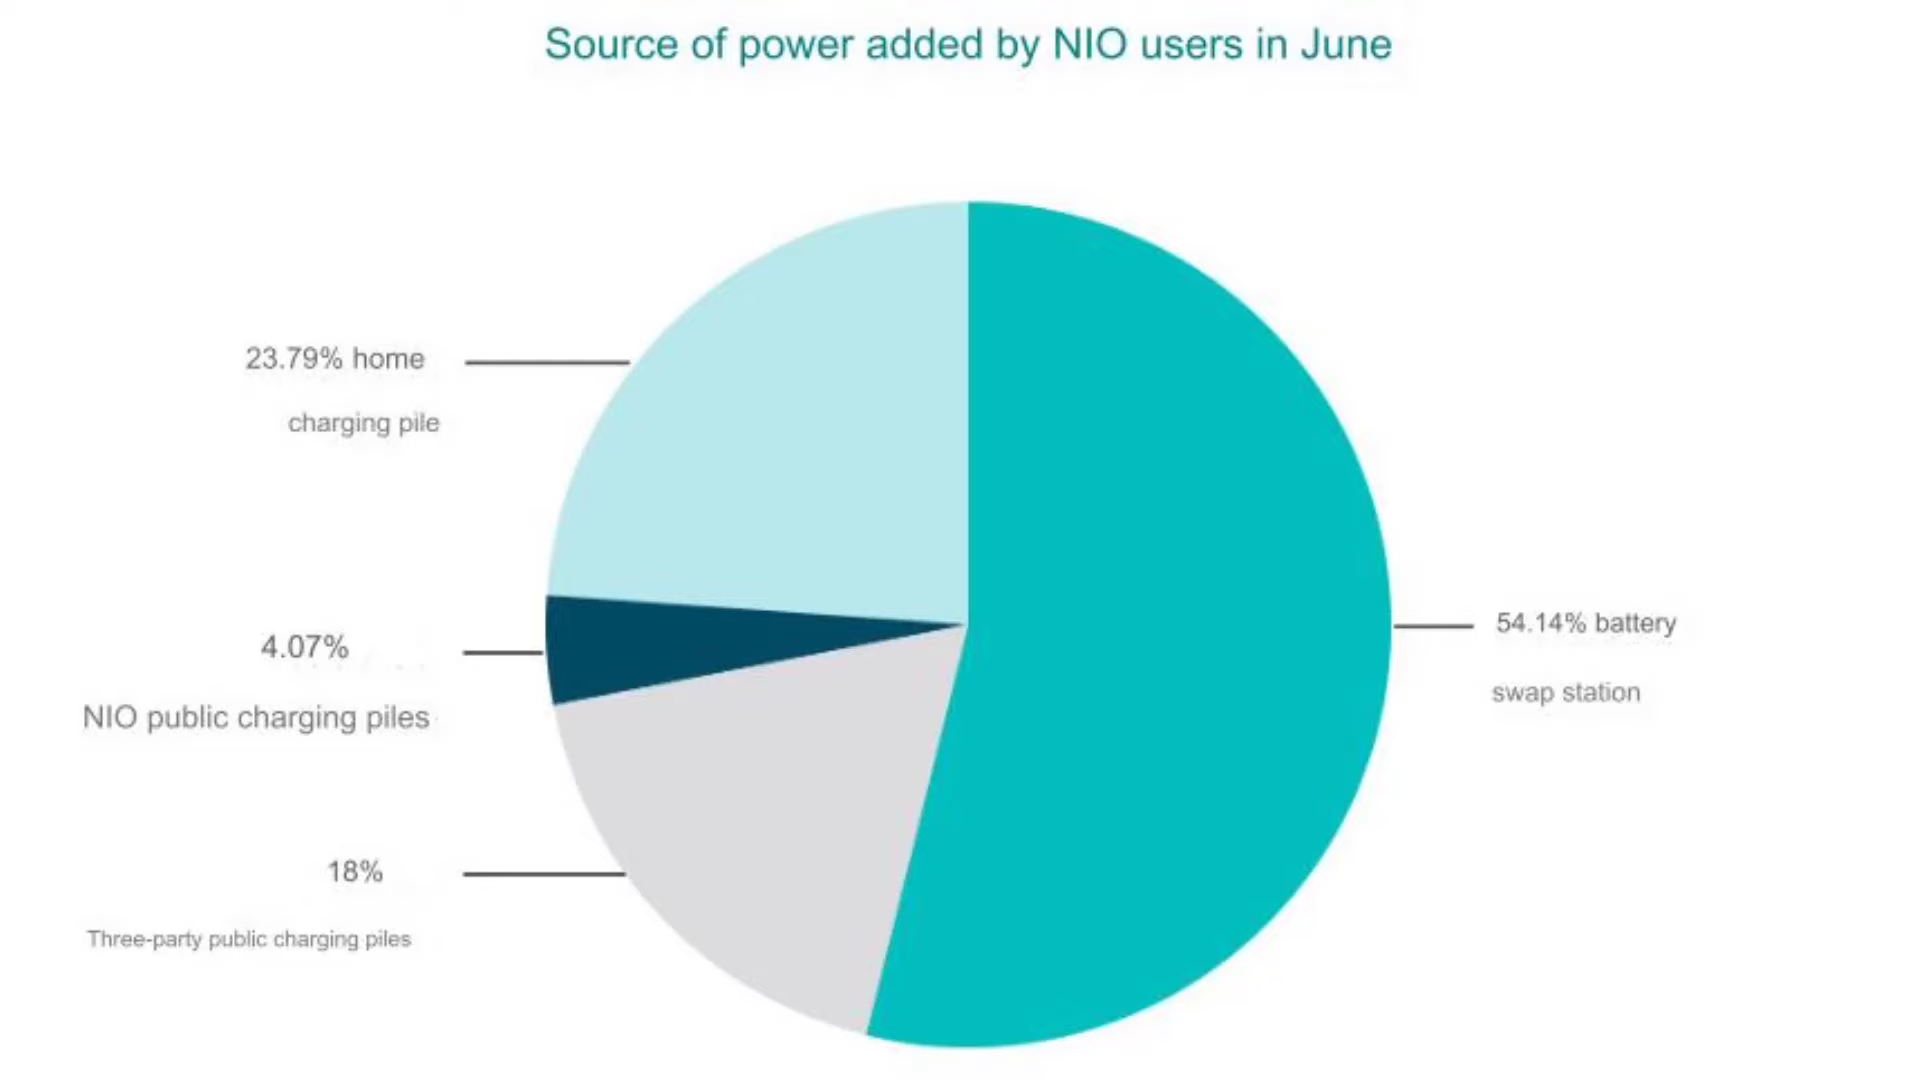 Source of power added by NIO users in June
23.79% home
charging pile
54.14% battery
swap station
4.07%
NIO public charging piles
18%
Three-party public charging piles